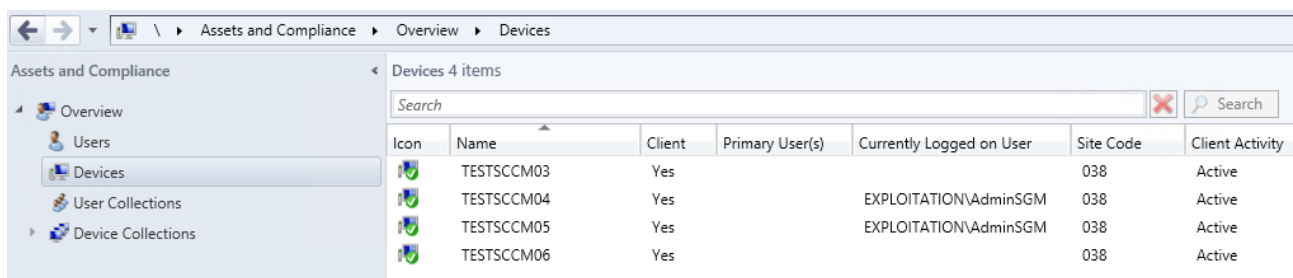 \ Assets and Compliance Overview Devices
Assets and Compliance
Overview
Users
Devices
User Collections
Device Collections
Devices 4 items
Search Search
Icon Name Client Primary User(s) Currently Logged on User Site Code Client Activity
TESTSCCM03 Yes 038 Active
TESTSCCM04 Yes EXPLOITATION\AdminSGM 038 Active
TESTSCCM05 Yes EXPLOITATION\AdminSGM 038 Active
TESTSCCM06 Yes 038 Active